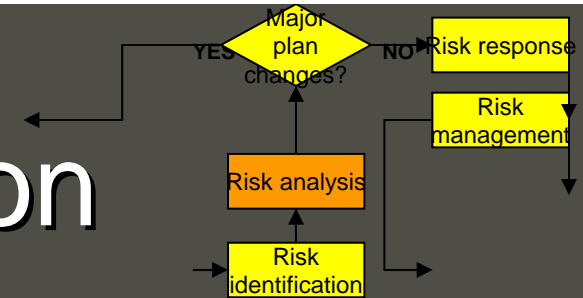 Major
plan
changes?
YES
NO
Risk response
Risk
management
Risk analysis
on
Risk
identification